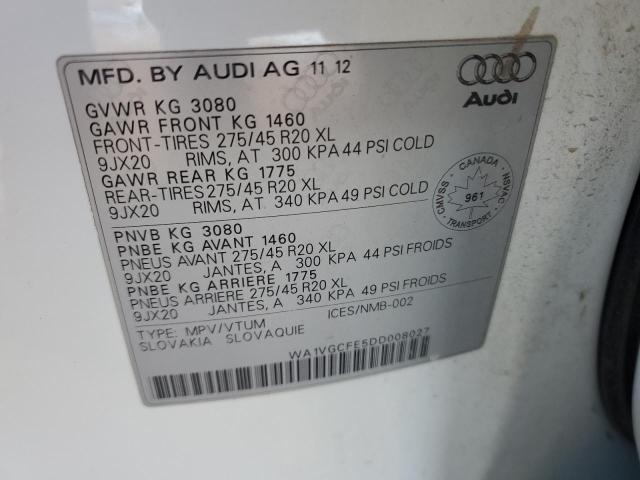 MFD. BY AUDI AG 11 12
Audi
GVWR KG 3080
GAWR FRONT KG 1460
FRONT-TIRES 275/45 R20 XL
9JX20 RIMS, AT 300 KPA 44 PSI COLD
GAWR REAR KG 1775
REAR-TIRES 275/45 R20 XL
9JX20 RIMS, AT 340 KPA 49 PSI COLD
CANADA
CMVSS
NSVAC
961
TRANSPORT
PNVB KG 3080
PNBE KG AVANT 1460
PNEUS AVANT 275/45 R20 XL
9JX20 JANTES, A 300 KPA 44 PSI FROIDS
PNBE KG ARRIERE 1775
PNEUS ARRIERE 275/45 R20 XL
9JX20 JANTES, A 340 KPA 49 PSI FROIDS
TYPE: MPV/VTUM ICES/NMB-002
SLOVAKIA SLOVAQUIE
WA1VGCFE5DD008027